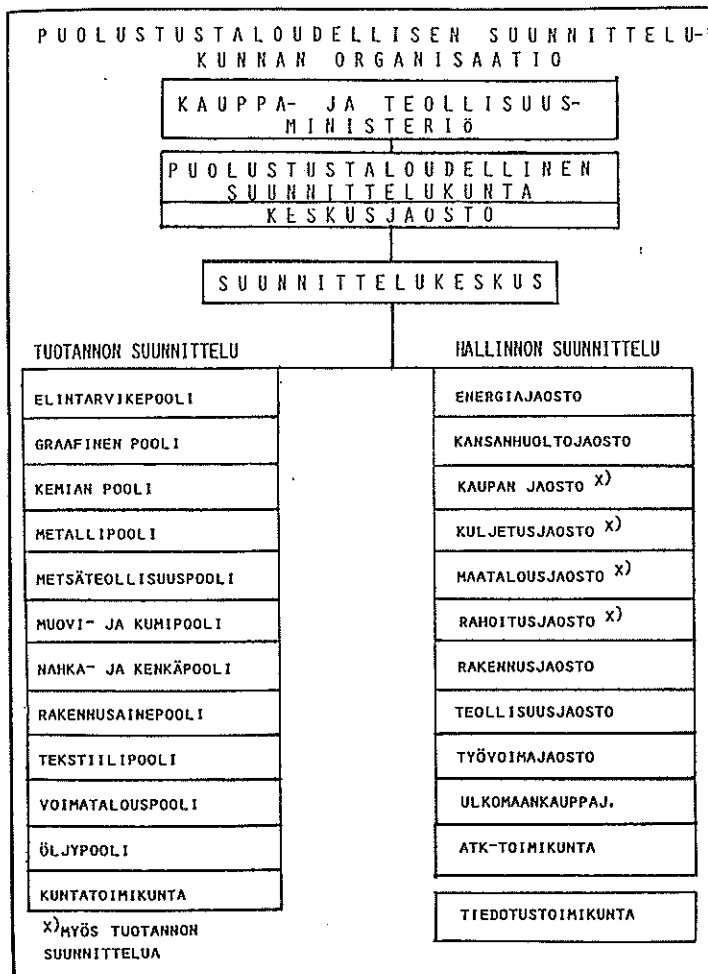 PUOLUSTUSTALOUDELLISEN SUUNNITTELU-
KUNNAN ORGANISAATIO
KAUPPA- JA TEOLLISUUS-
MINISTERIÖ
PUOLUSTUSTALOUDELLINEN
SUUNNITTELUKUNTA
KESKUSJAOSTO
SUUNNITTELUKESKUS
TUOTANNON SUUNNITTELU
ELINTARVIKEPOOLI
GRAAFINEN POOLI
KEMIAN POOLI
METALLIPOOLI
METSÄTEOLLISUUSPOOLI
MUOVI- JA KUMIPOOLI
NAHKA- JA KENKÄPOOLI
RAKENNUSAINEPOOLI
TEKSTIILIPOOLI
VOIMATALOUSPOOLI
ÖLJYPOOLI
KUNTATOIMIKUNTA
X)MYÖS TUOTANNON
SUUNNITTELUA
HALLINNON SUUNNITTELU
ENERGIAJAOSTO
KANSANHUOLTOJAOSTO
KAUPAN JAOSTO X)
KULJETUSJAOSTO X)
MAATALOUSJAOSTO X)
RAHOITUSJAOSTO X)
RAKENNUSJAOSTO
TEOLLISUUSJAOSTO
TYÖVOIMAJAOSTO
ULKOMAANKAUPPAJ.
ATK-TOIMIKUNTA
TIEDOTUSTOIMIKUNTA